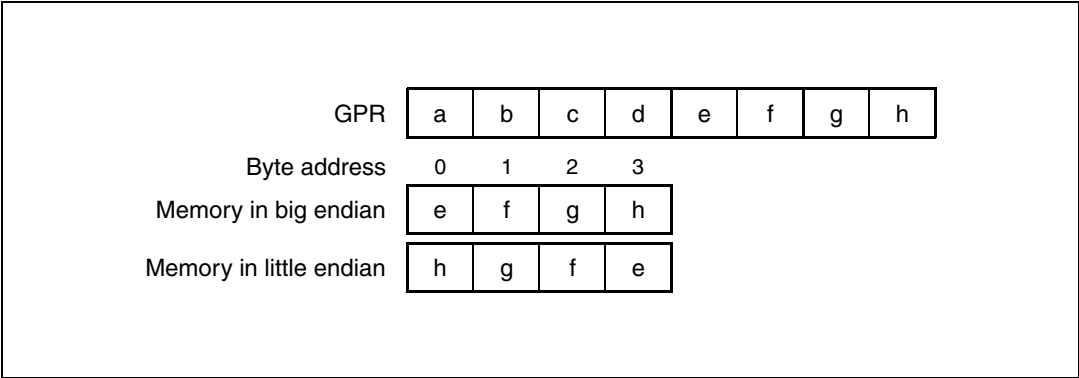 GPR a b c d e f g h
Byte address 0 1 2 3
Memory in big endian e f g h
Memory in little endian h g f e